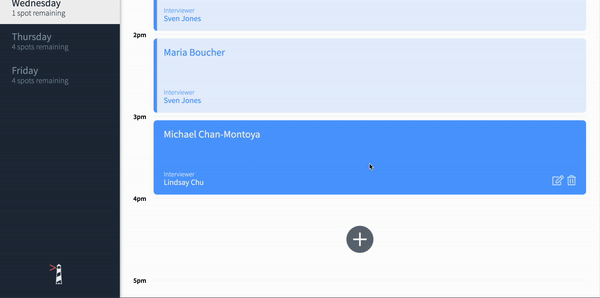 Wednesday
1 spot remaining
Thursday
4 spots remaining
Friday
4 spots remaining
Interviewer
Sven Jones
2pm
Maria Boucher
Interviewer
Sven Jones
3pm
Michael Chan-Montoya
Interviewer
Lindsay Chu
4pm
5pm